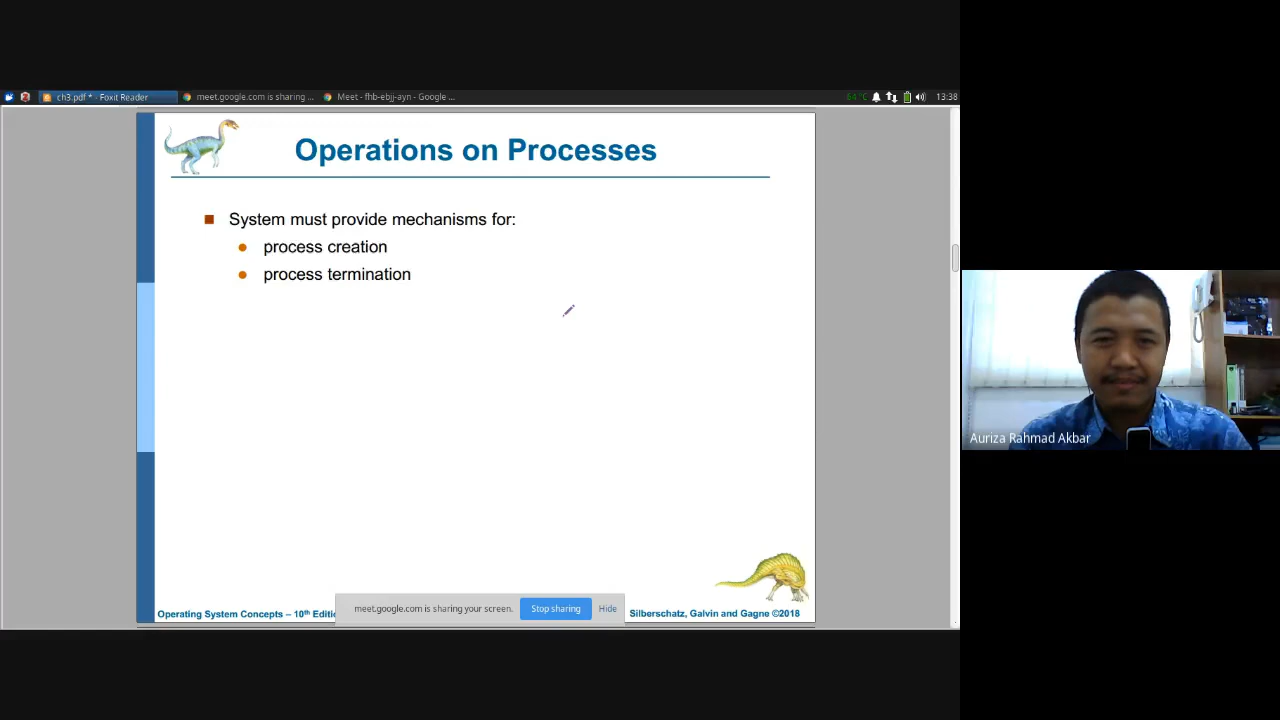 ch3.pdf * - Foxit Reader
meet.google.com is sharing ...
Meet - fhb-ebjj-ayn - Google ...
64°C
13:38
Operations on Processes
System must provide mechanisms for:
process creation
process termination
Auriza Rahmad Akbar
meet.google.com is sharing your screen.
Stop sharing
Hide
Operating System Concepts – 10th Editio
Silberschatz, Galvin and Gagne ©2018